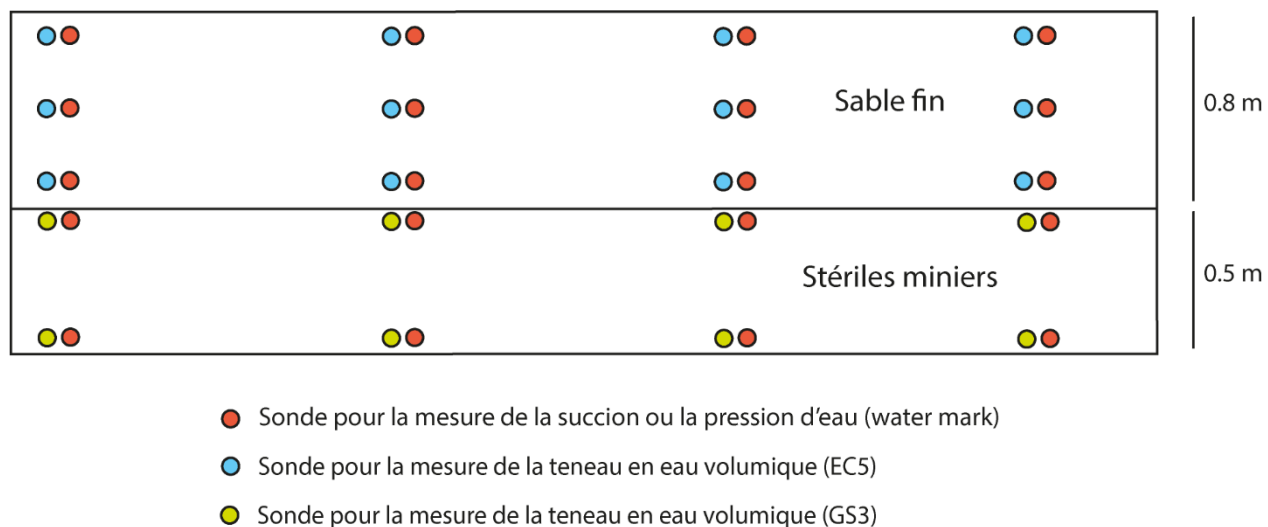 Sable fin
0.8 m
Stériles miniers
0.5 m
Sonde pour la mesure de la succion ou la pression d'eau (water mark)
Sonde pour la mesure de la teneau en eau volumique (EC5)
Sonde pour la mesure de la teneau en eau volumique (GS3)